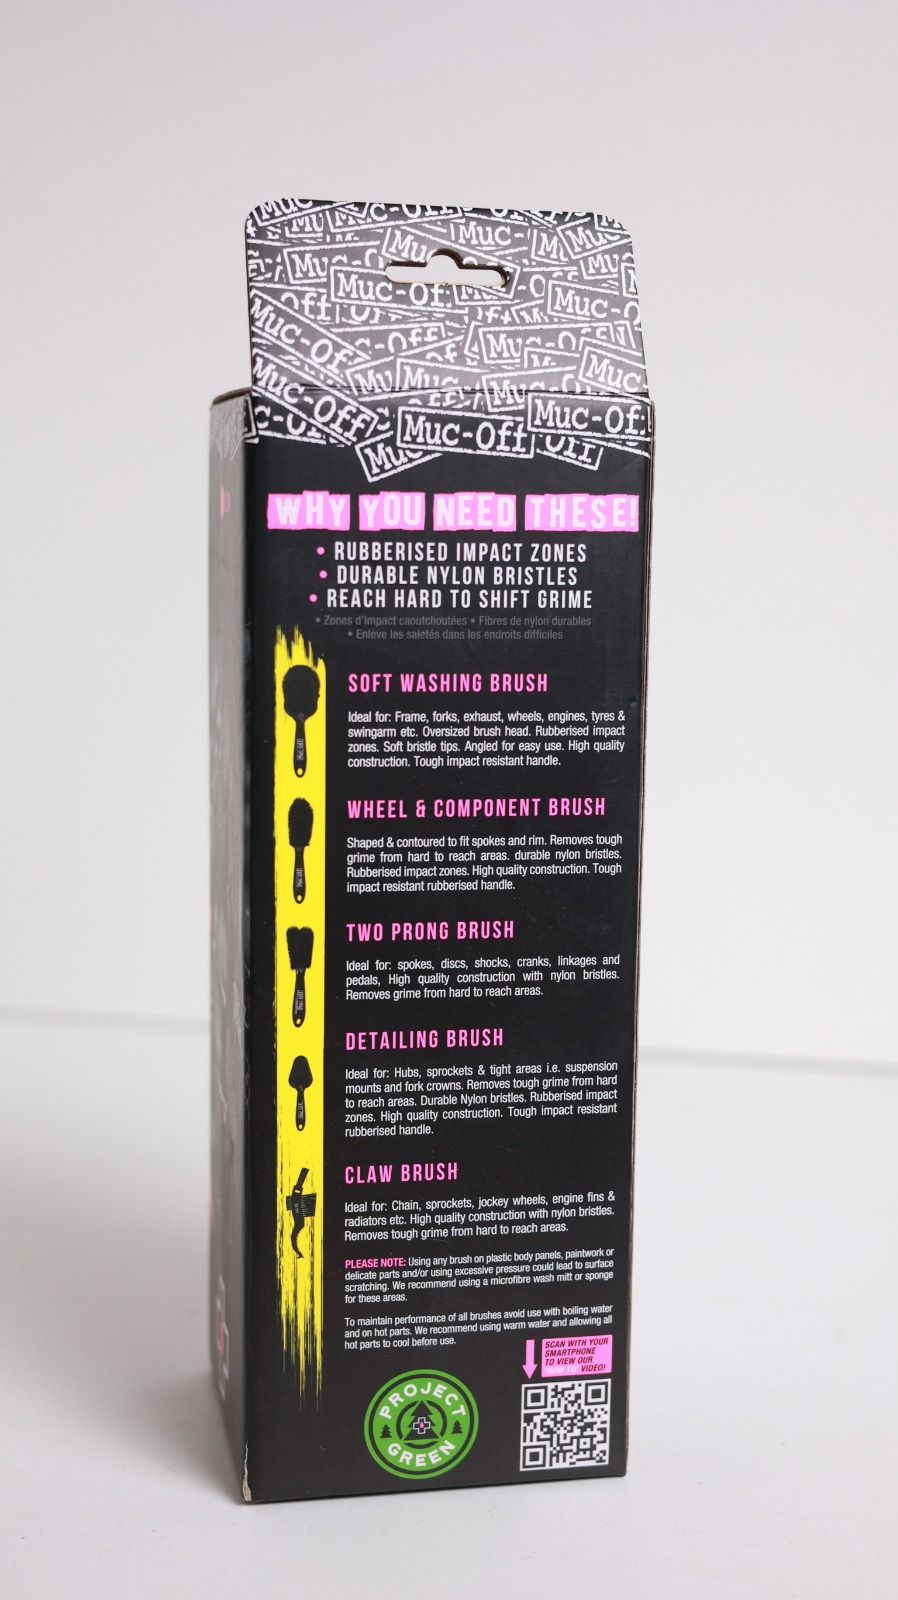 Muc-Off
WHY YOU NEED THESE!
• RUBBERISED IMPACT ZONES
• DURABLE NYLON BRISTLES
• REACH HARD TO SHIFT GRIME
• Zones d'impact caoutchoutées • Fibres de nylon durables
• Enlève les saletés dans les endroits difficiles
SOFT WASHING BRUSH
Ideal for: Frame, forks, exhaust, wheels, engines, tyres &
swingarm etc. Oversized brush head. Rubberised impact
zones. Soft bristle tips. Angled for easy use. High quality
construction. Tough impact resistant handle.
WHEEL & COMPONENT BRUSH
Shaped & contoured to fit spokes and rim. Removes tough
grime from hard to reach areas. durable nylon bristles.
Rubberised impact zones. High quality construction. Tough
impact resistant rubberised handle.
TWO PRONG BRUSH
Ideal for: spokes, discs, shocks, cranks, linkages and
pedals, High quality construction with nylon bristles.
Removes grime from hard to reach areas.
DETAILING BRUSH
Ideal for: Hubs, sprockets & tight areas i.e. suspension
mounts and fork crowns. Removes tough grime from hard
to reach areas. Durable Nylon bristles. Rubberised impact
zones. High quality construction. Tough impact resistant
rubberised handle.
CLAW BRUSH
Ideal for: Chain, sprockets, jockey wheels, engine fins &
radiators etc. High quality construction with nylon bristles.
Removes tough grime from hard to reach areas.
PLEASE NOTE: Using any brush on plastic body panels, paintwork or
delicate parts and/or using excessive pressure could lead to surface
scratching. We recommend using a microfibre wash mitt or sponge
for these areas.
To maintain performance of all brushes avoid use with boiling water
and on hot parts. We recommend using warm water and allowing all
hot parts to cool before use.
SCAN WITH YOUR
SMARTPHONE
TO VIEW OUR
VIDEO!
PROJECT
GREEN